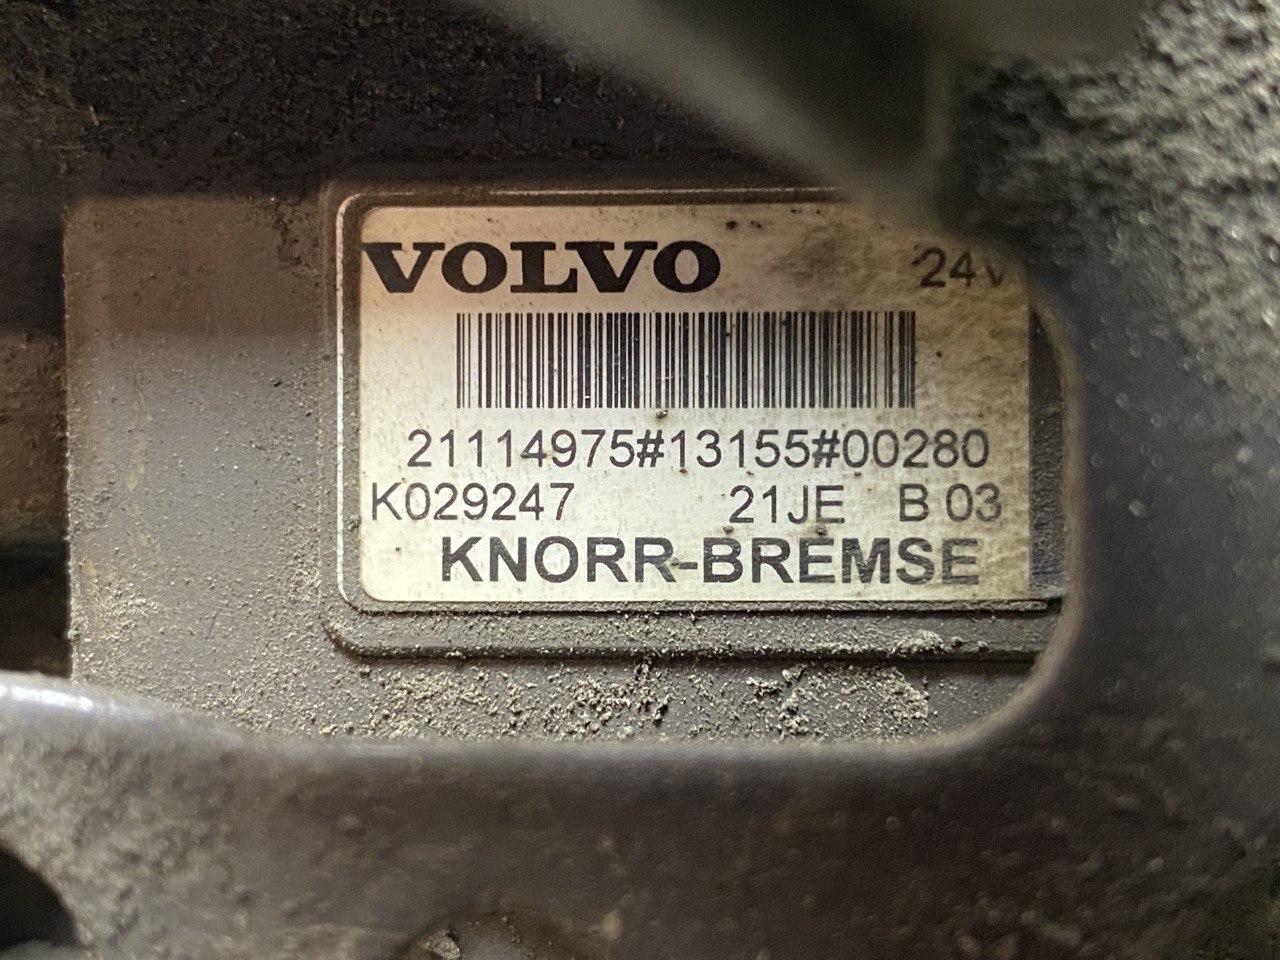 VOLVO 24V
21114975#13155#00280
K029247 21JE B 03
KNORR-BREMSE